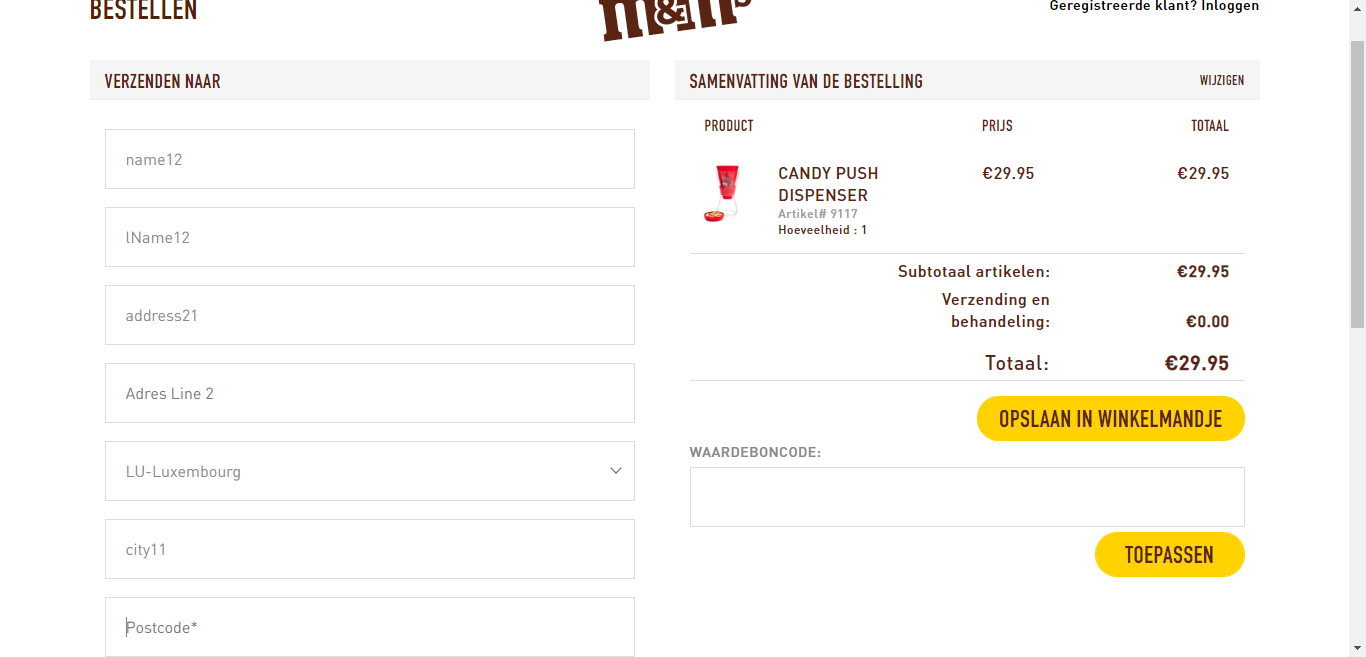 BESTELLEN
m&m's
Geregistreerde klant? Inloggen
VERZENDEN NAAR
name12
lName12
address21
Adres Line 2
LU-Luxembourg
city11
Postcode*
SAMENVATTING VAN DE BESTELLING
WIJZIGEN
PRODUCT PRIJS TOTAAL
CANDY PUSH €29.95 €29.95
DISPENSER
Artikel# 9117
Hoeveelheid : 1
Subtotaal artikelen: €29.95
Verzending en
behandeling: €0.00
Totaal: €29.95
OPSLAAN IN WINKELMANDJE
WAARDEBONCODE:
TOEPASSEN